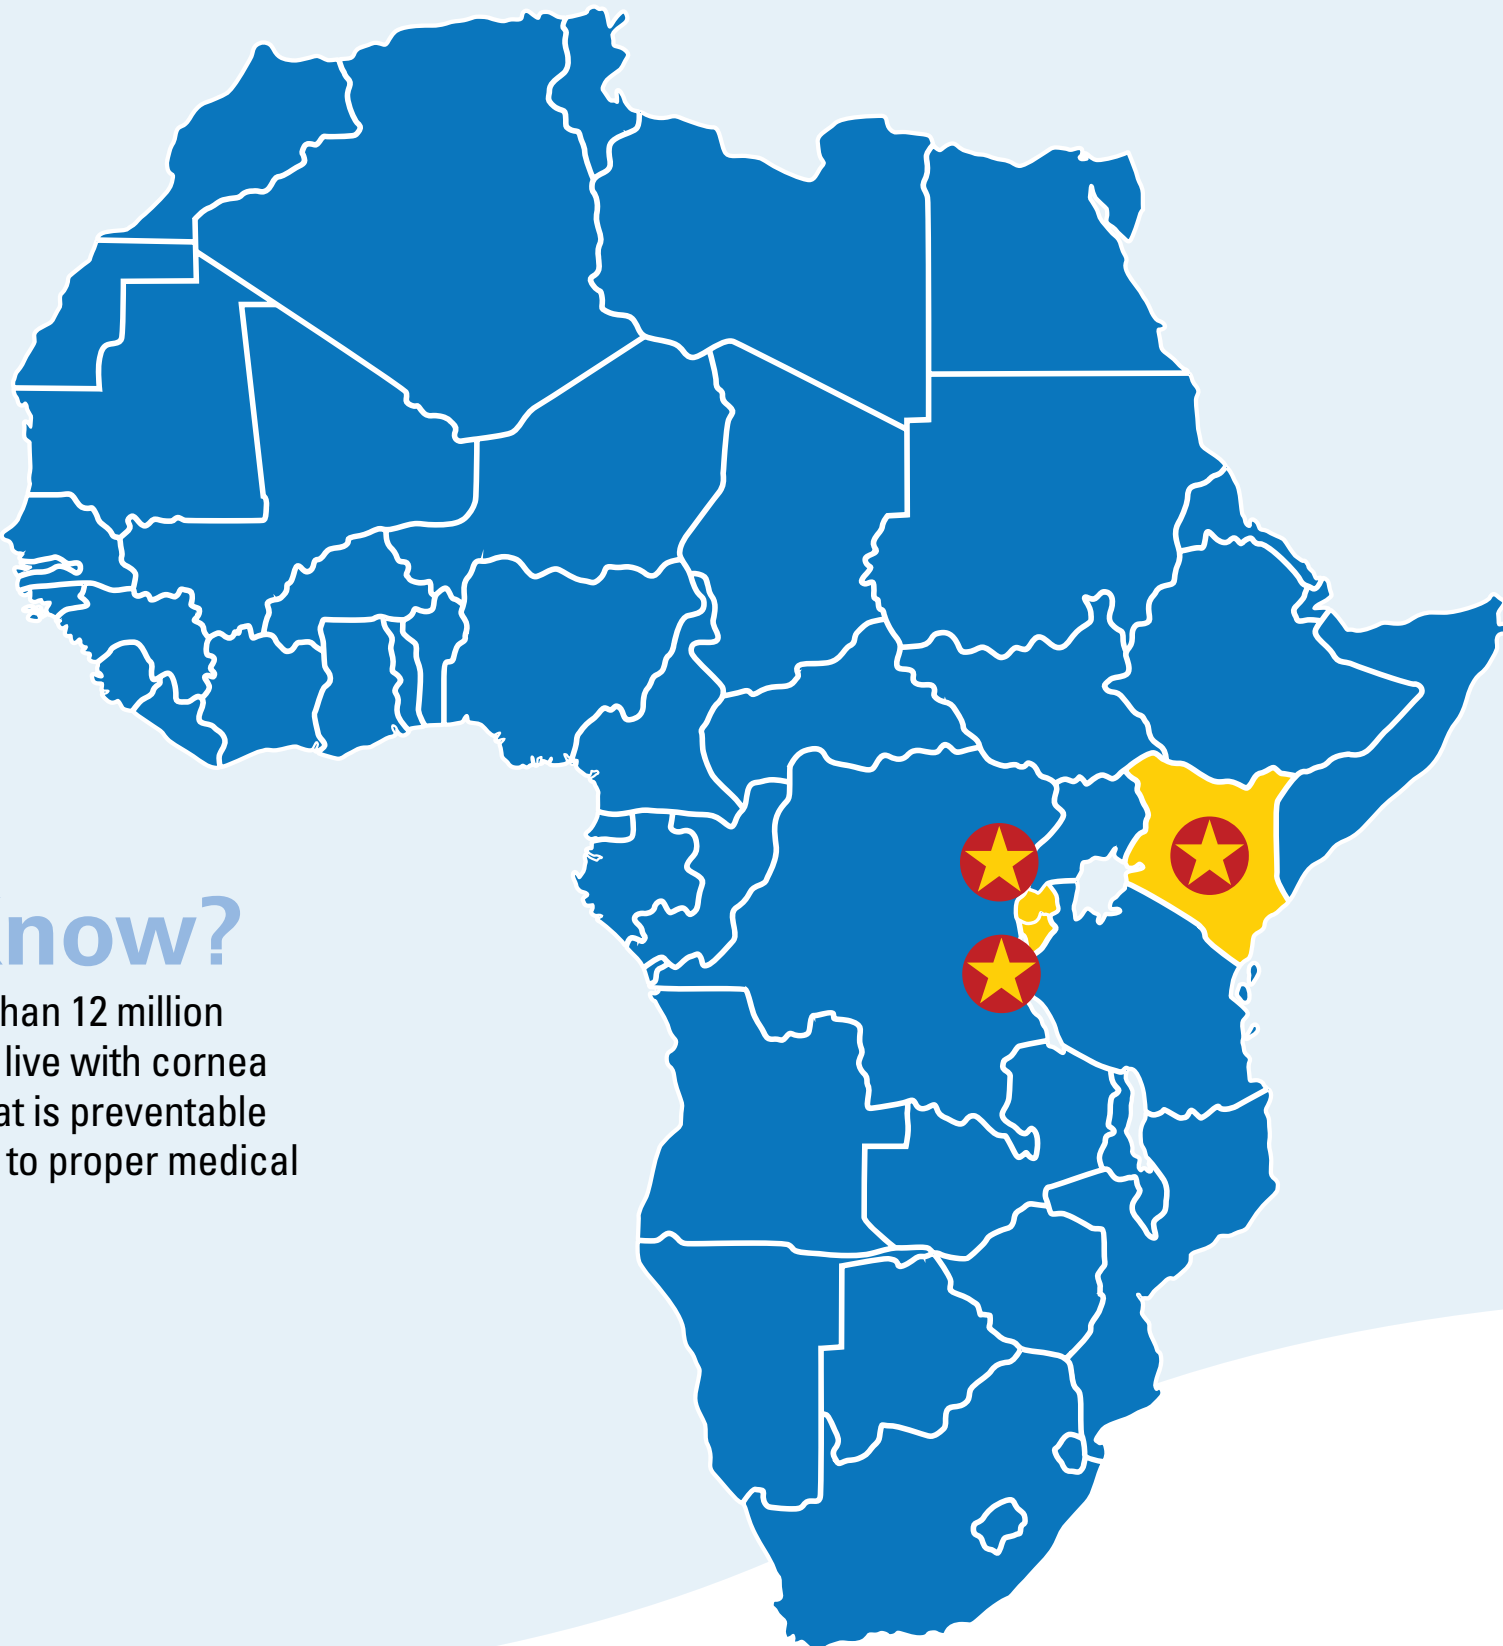 now?
han 12 million
live with cornea
at is preventable
to proper medical